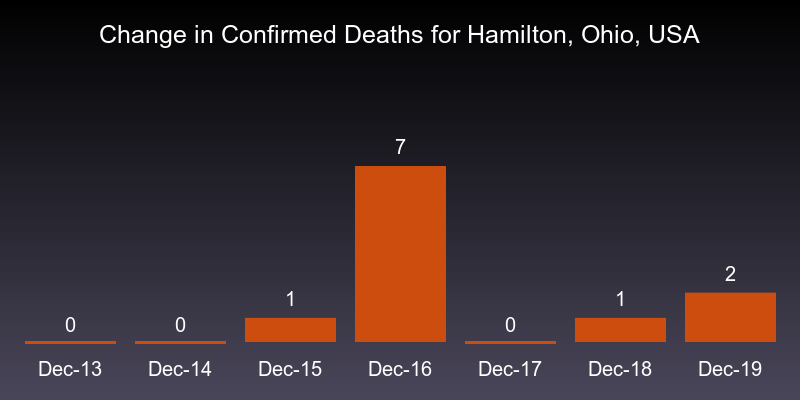 Change in Confirmed Deaths for Hamilton, Ohio, USA
7
2
1
1
0
0
0
Dec-13
Dec-14
Dec-15
Dec-16
Dec-17
Dec-18
Dec-19